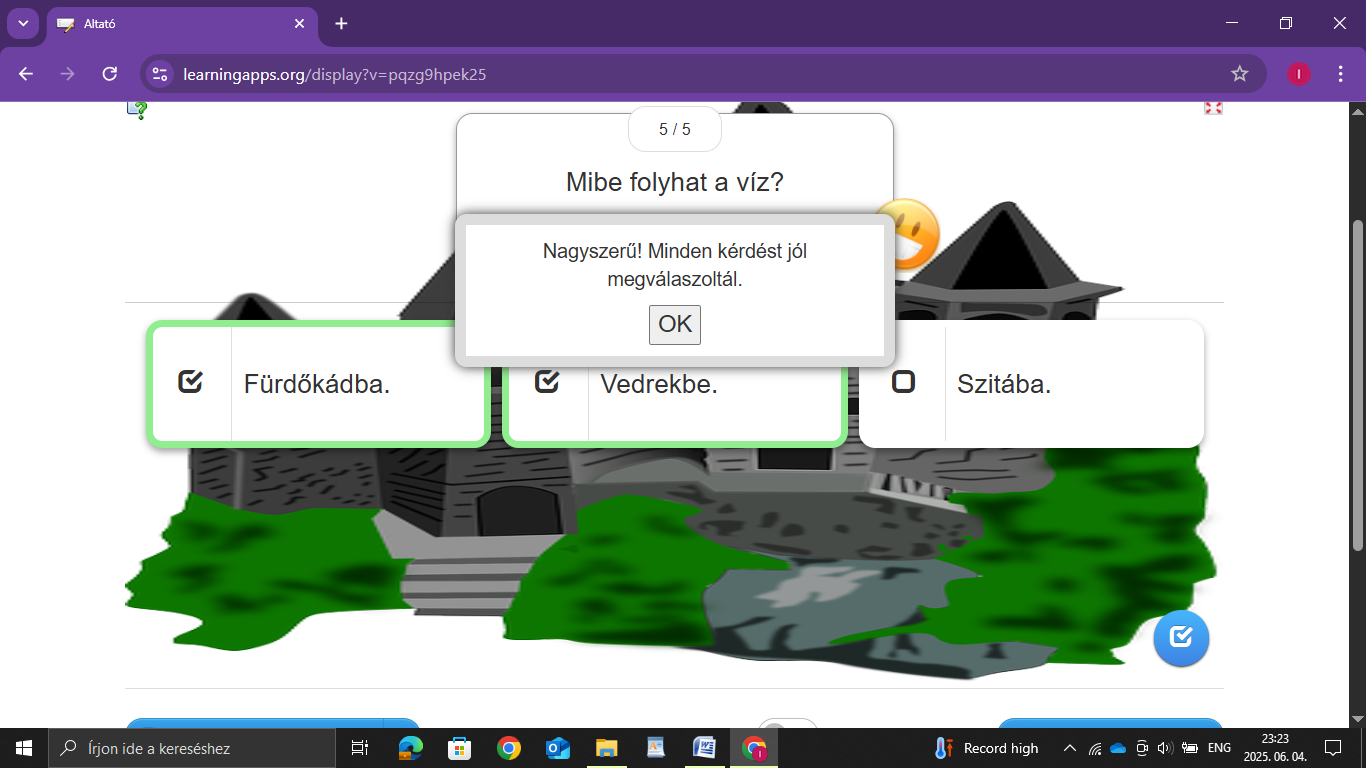 Altató
learningapps.org/display?v=pqzg9hpek25
I
5 / 5
Mibe folyhat a víz?
Nagyszerű! Minden kérdést jól
megválaszoltál.
OK
Fürdőkádba.
Vedrekbe.
Szitába.
Írjon ide a kereséshez
Record high
ENG
23:23
2025. 06. 04.